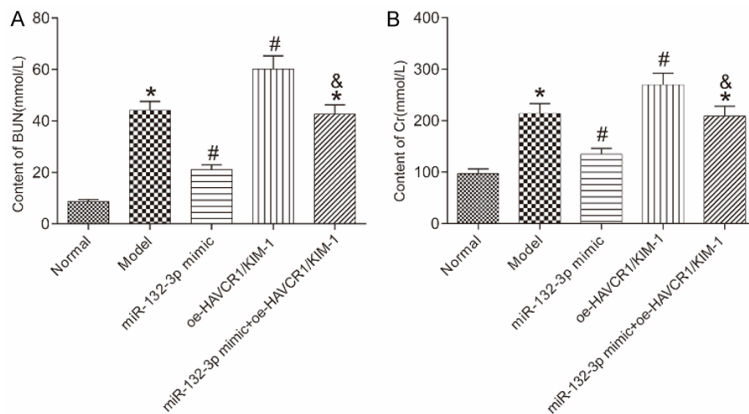 A
Content of BUN(mmol/L)
80
60
40
20
0
*
#
#
&
*
Normal
Model
miR-132-3p mimic
oe-HAVCR1/KIM-1
miR-132-3p mimic+oe-HAVCR1/KIM-1
B
Content of Cr(mmol/L)
400
300
200
100
0
*
#
#
&
*
Normal
Model
miR-132-3p mimic
oe-HAVCR1/KIM-1
miR-132-3p mimic+oe-HAVCR1/KIM-1